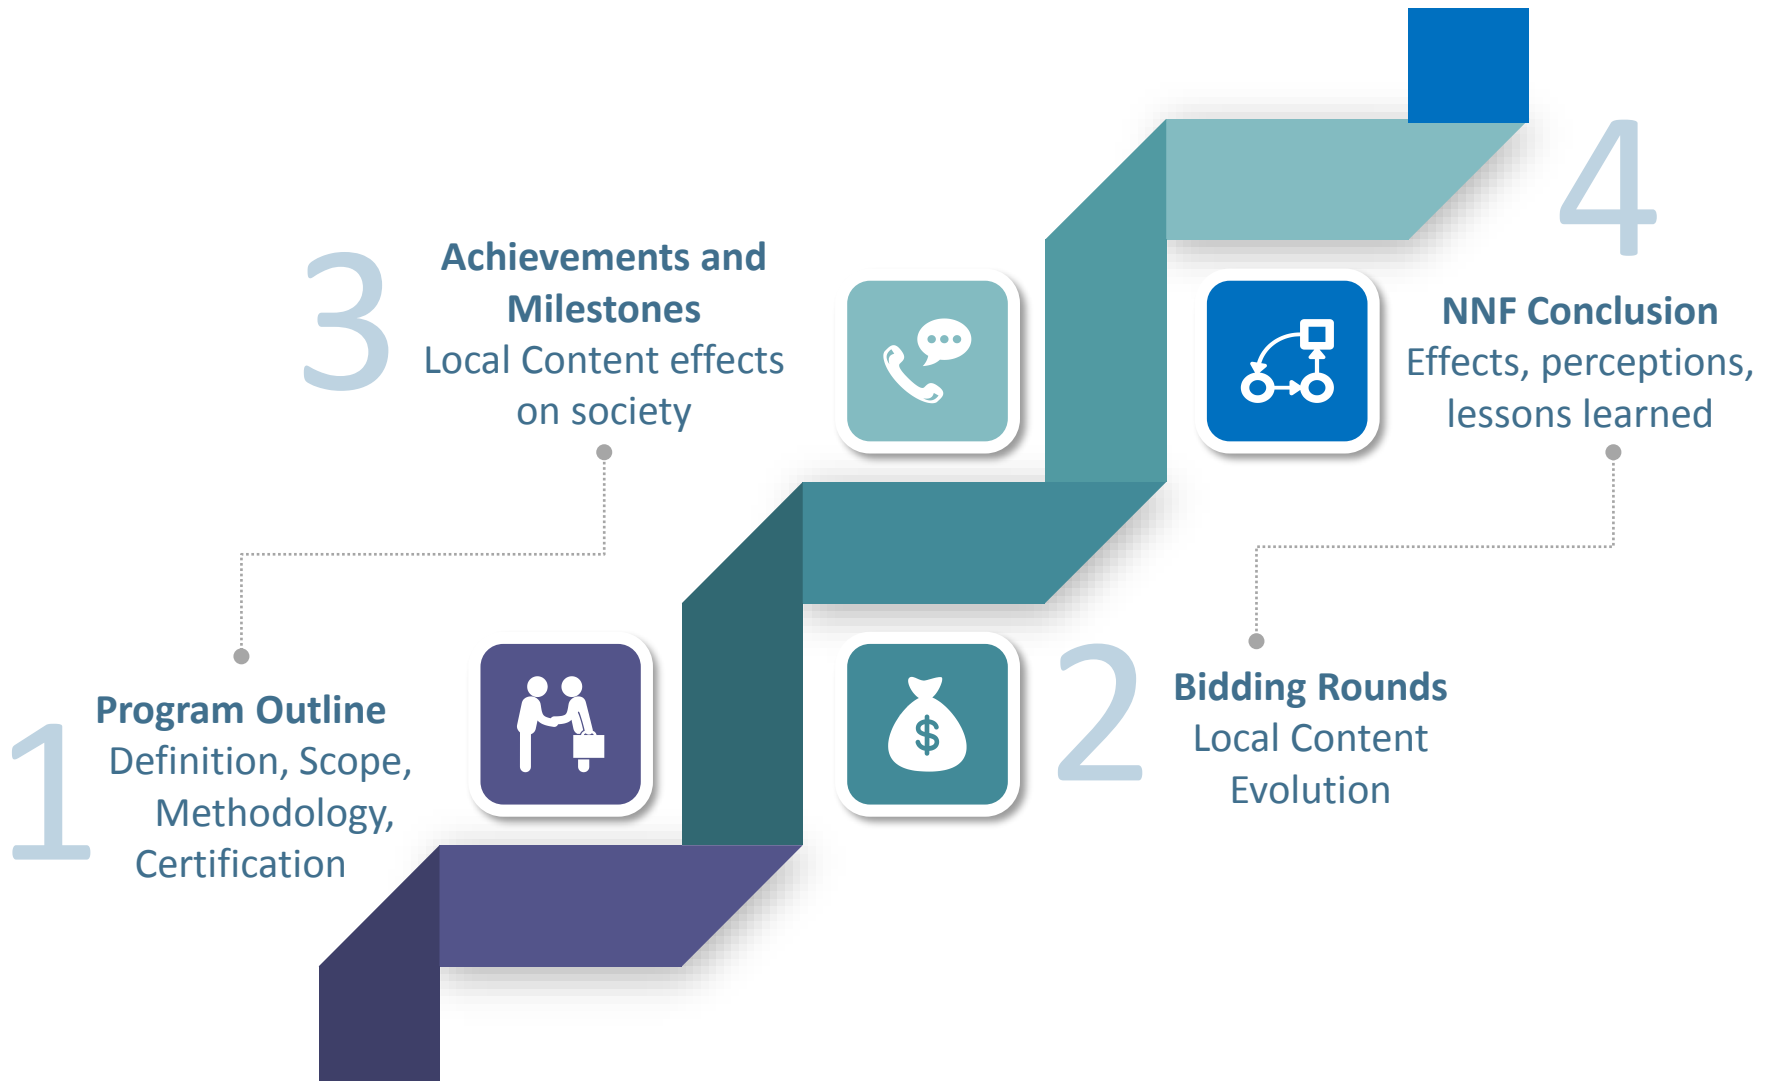 1
Program Outline
Definition, Scope,
Methodology,
Certification
2
Bidding Rounds
Local Content
Evolution
3
Achievements and
Milestones
Local Content effects
on society
4
NNF Conclusion
Effects, perceptions,
lessons learned
$